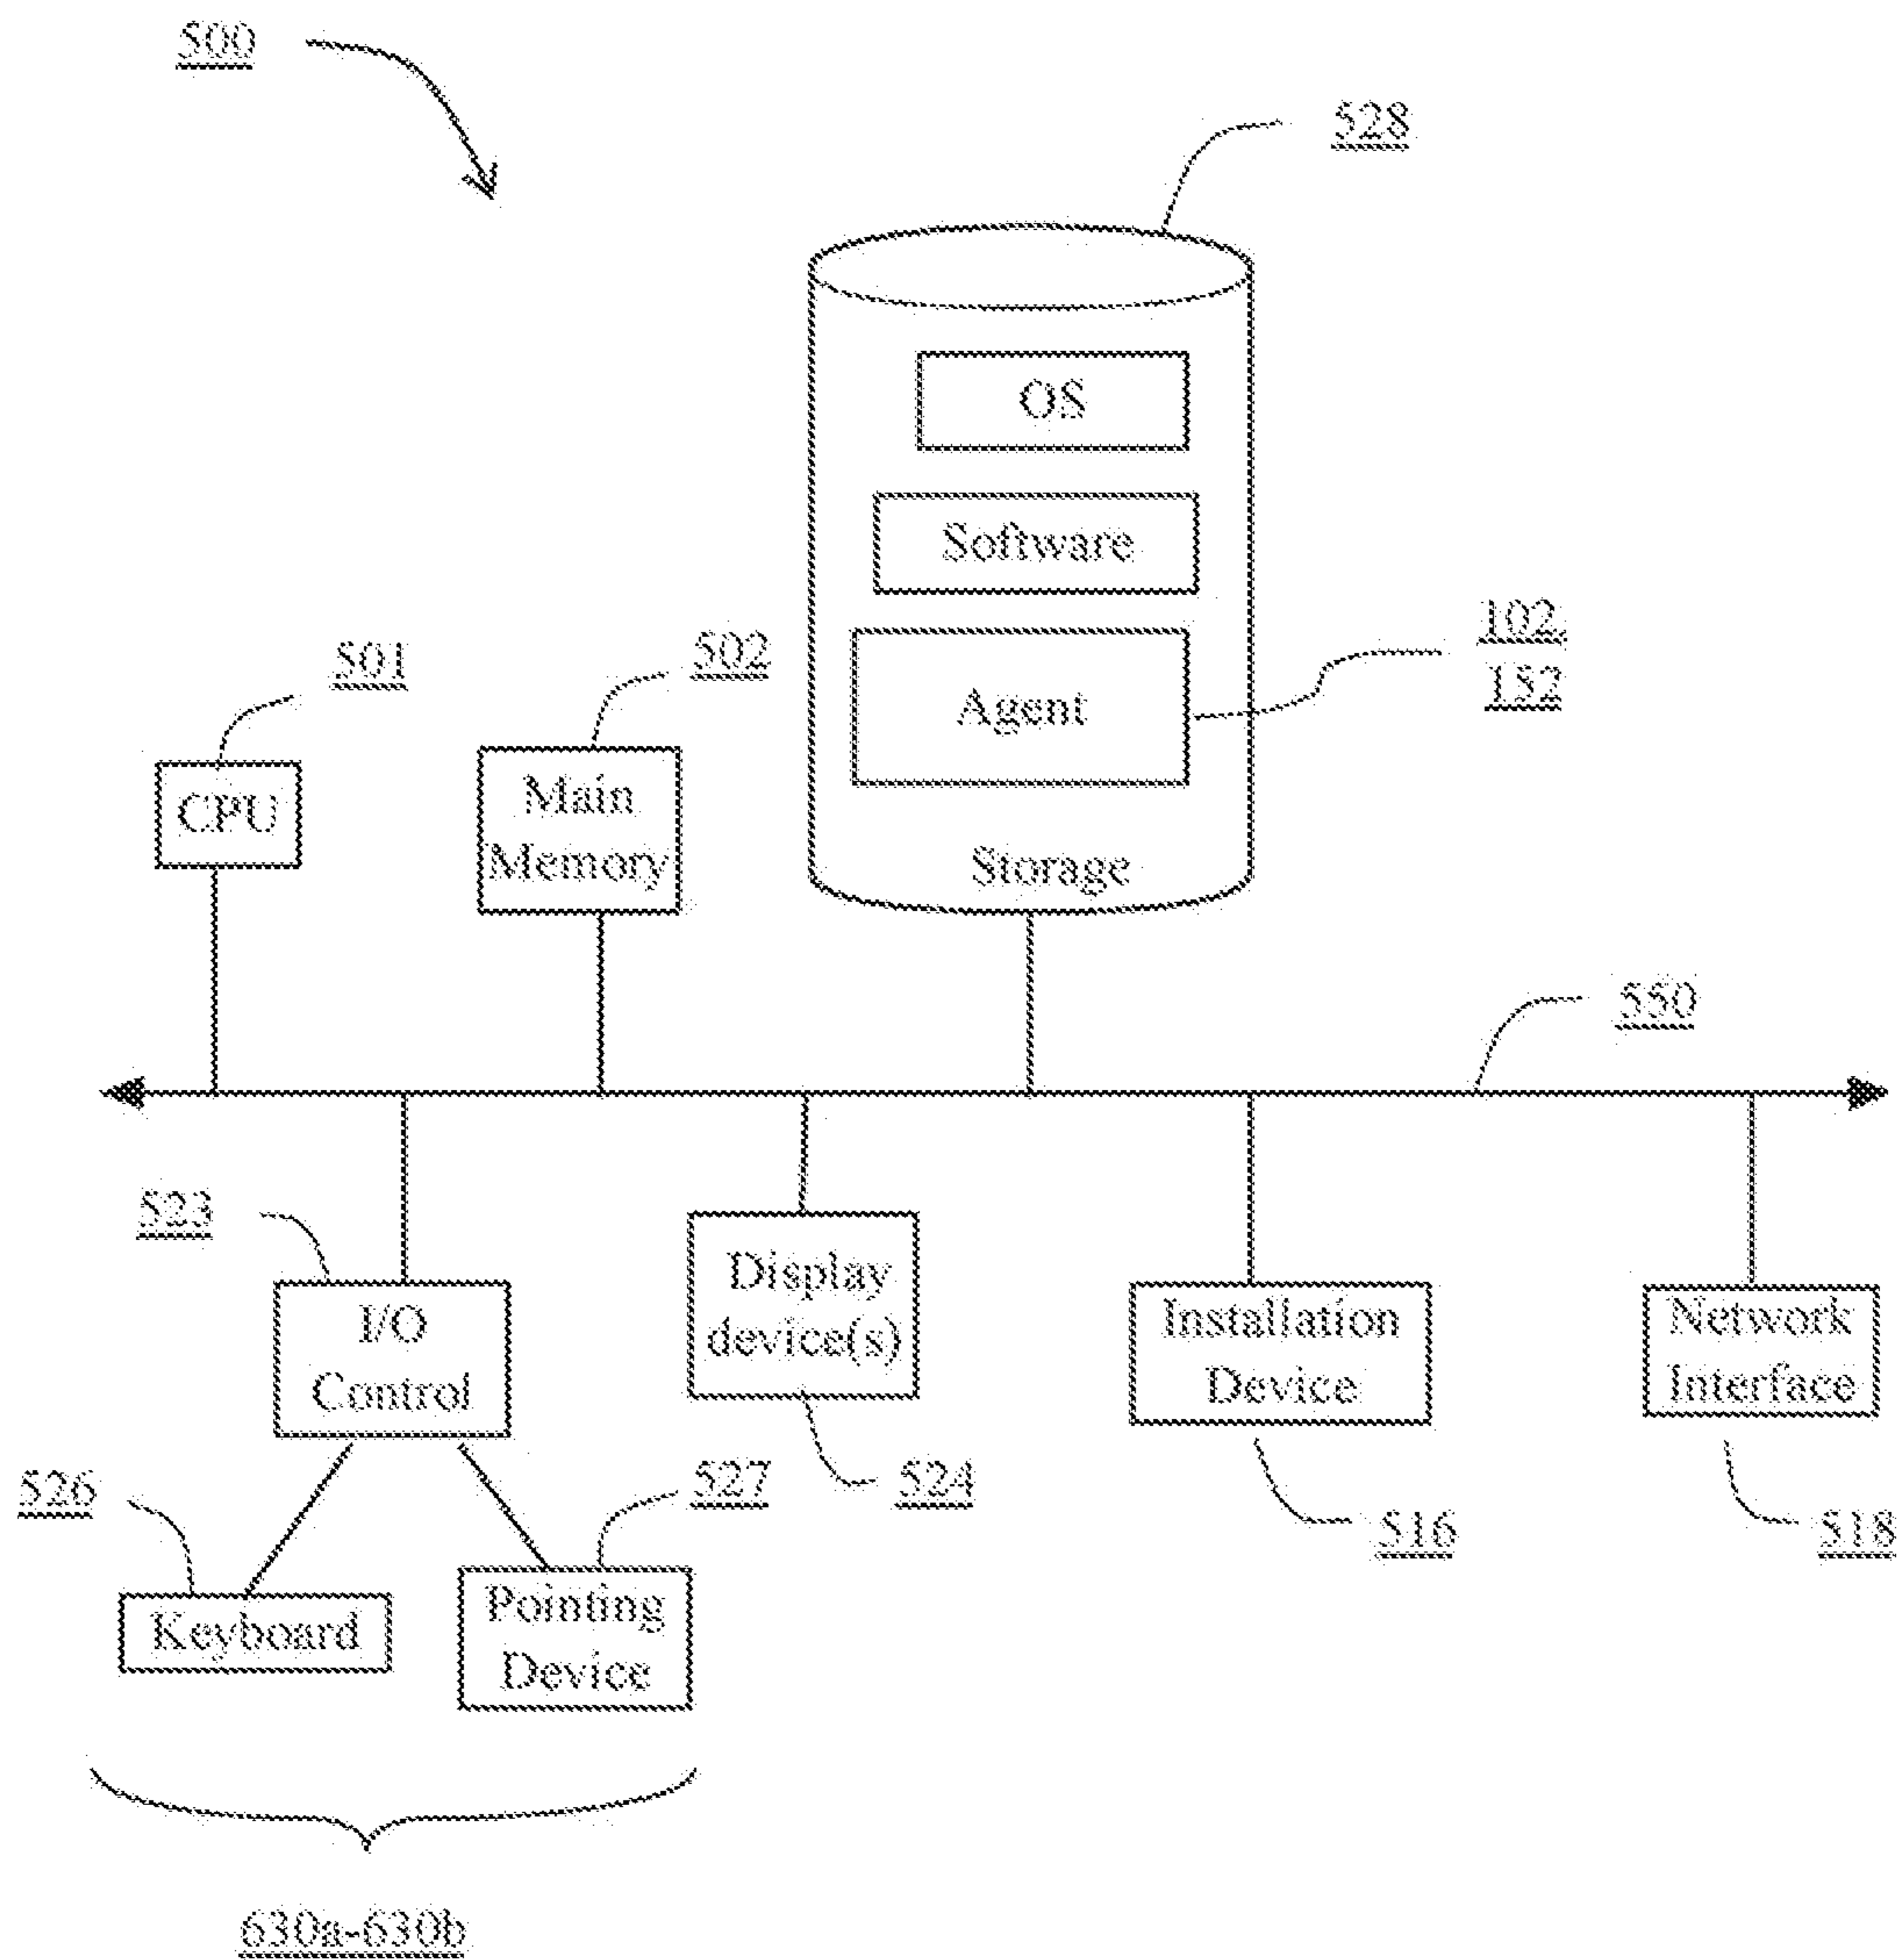 500
528
OS
Software
102,
152
Agent
501
502
CPU
Main
Memory
Storage
550
523
Display
device(s)
I/O
Control
Installation
Device
Network
Interface
526
527
524
516
518
Keyboard
Pointing
Device
630a-630b